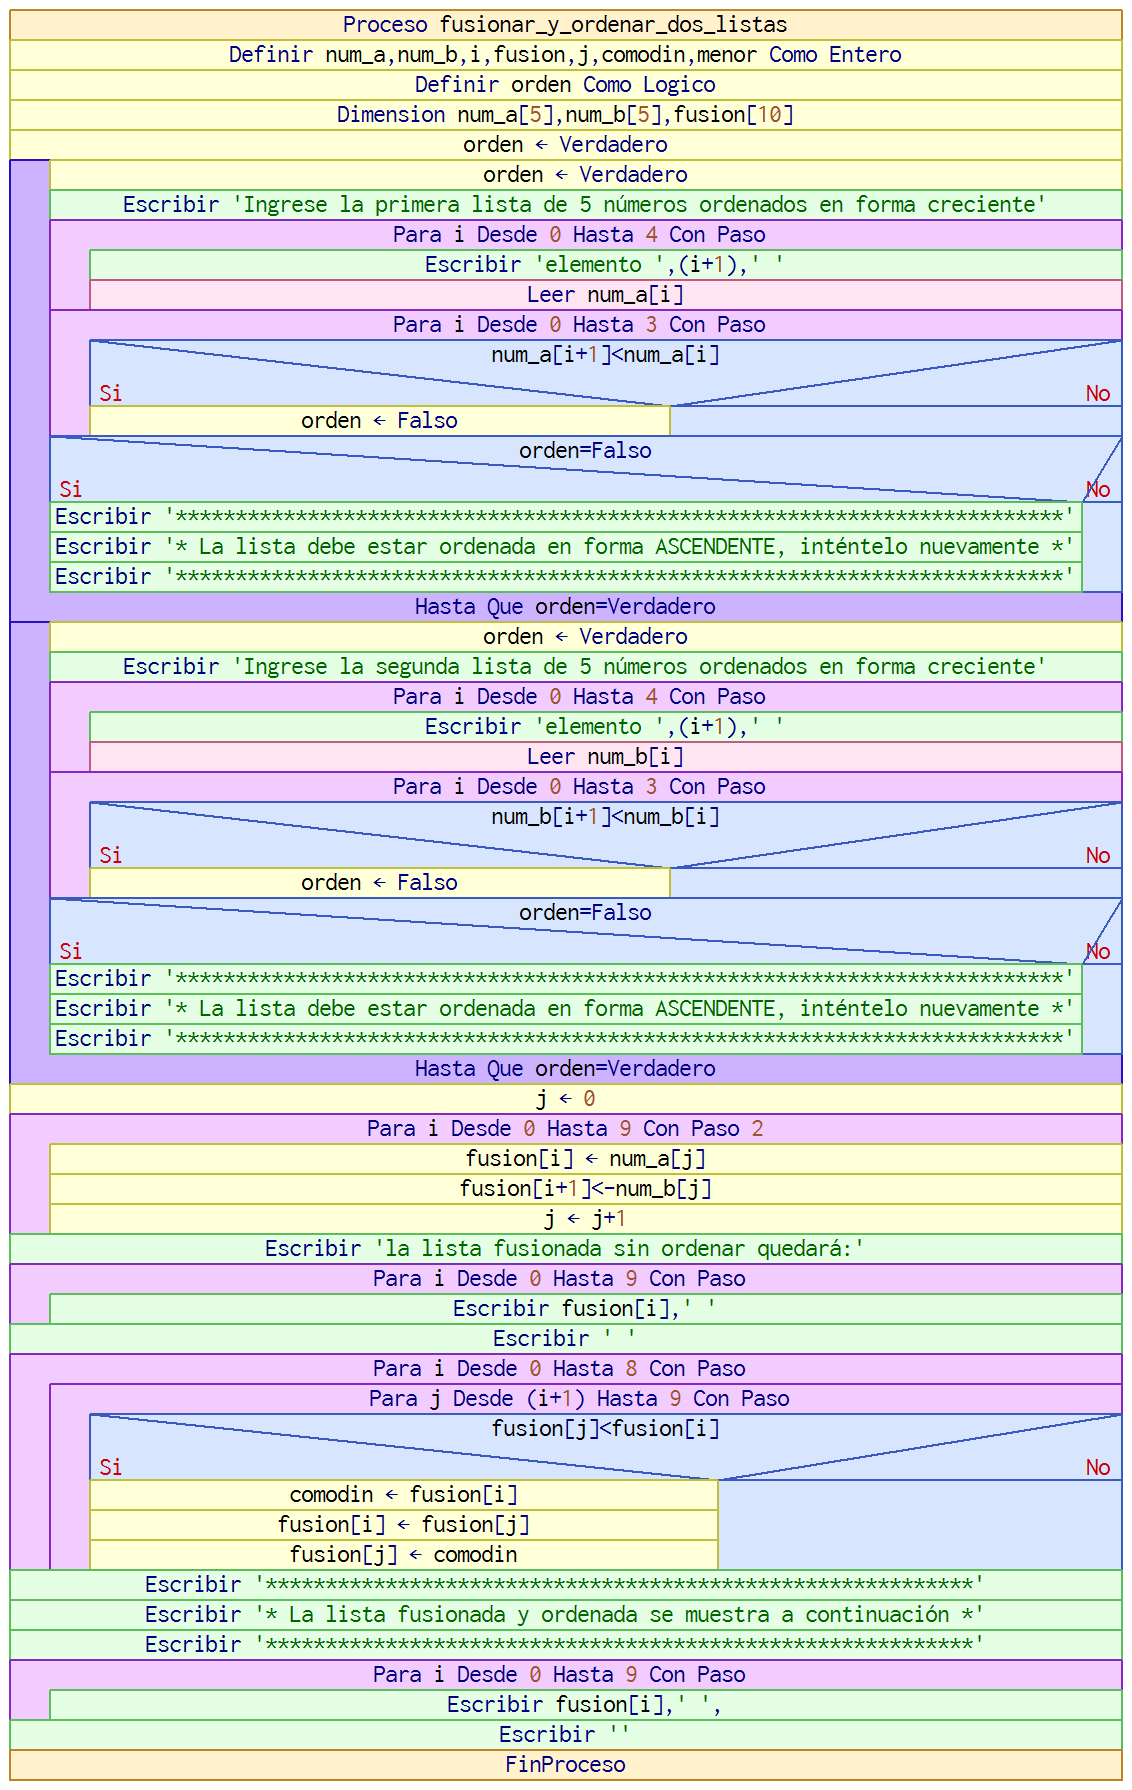 Proceso fusionar_y_ordenar_dos_listas
Definir num_a,num_b,i,fusion,j,comodin,menor Como Entero
Definir orden Como Logico
Dimension num_a[5],num_b[5],fusion[10]
orden ← Verdadero
orden ← Verdadero
Escribir 'Ingrese la primera lista de 5 números ordenados en forma creciente'
Para i Desde 0 Hasta 4 Con Paso
Escribir 'elemento ',(i+1),' '
Leer num_a[i]
Para i Desde 0 Hasta 3 Con Paso
num_a[i+1]<num_a[i]
Si No
orden ← Falso
orden=Falso
Si No
Escribir '**************************************************************************'
Escribir '* La lista debe estar ordenada en forma ASCENDENTE, inténtelo nuevamente *'
Escribir '**************************************************************************'
Hasta Que orden=Verdadero
orden ← Verdadero
Escribir 'Ingrese la segunda lista de 5 números ordenados en forma creciente'
Para i Desde 0 Hasta 4 Con Paso
Escribir 'elemento ',(i+1),' '
Leer num_b[i]
Para i Desde 0 Hasta 3 Con Paso
num_b[i+1]<num_b[i]
Si No
orden ← Falso
orden=Falso
Si No
Escribir '**************************************************************************'
Escribir '* La lista debe estar ordenada en forma ASCENDENTE, inténtelo nuevamente *'
Escribir '**************************************************************************'
Hasta Que orden=Verdadero
j ← 0
Para i Desde 0 Hasta 9 Con Paso 2
fusion[i] ← num_a[j]
fusion[i+1]<-num_b[j]
j ← j+1
Escribir 'la lista fusionada sin ordenar quedará:'
Para i Desde 0 Hasta 9 Con Paso
Escribir fusion[i],' '
Escribir ' '
Para i Desde 0 Hasta 8 Con Paso
Para j Desde (i+1) Hasta 9 Con Paso
fusion[j]<fusion[i]
Si No
comodin ← fusion[i]
fusion[i] ← fusion[j]
fusion[j] ← comodin
Escribir '***********************************************************'
Escribir '* La lista fusionada y ordenada se muestra a continuación *'
Escribir '***********************************************************'
Para i Desde 0 Hasta 9 Con Paso
Escribir fusion[i],' ',
Escribir ''
FinProceso